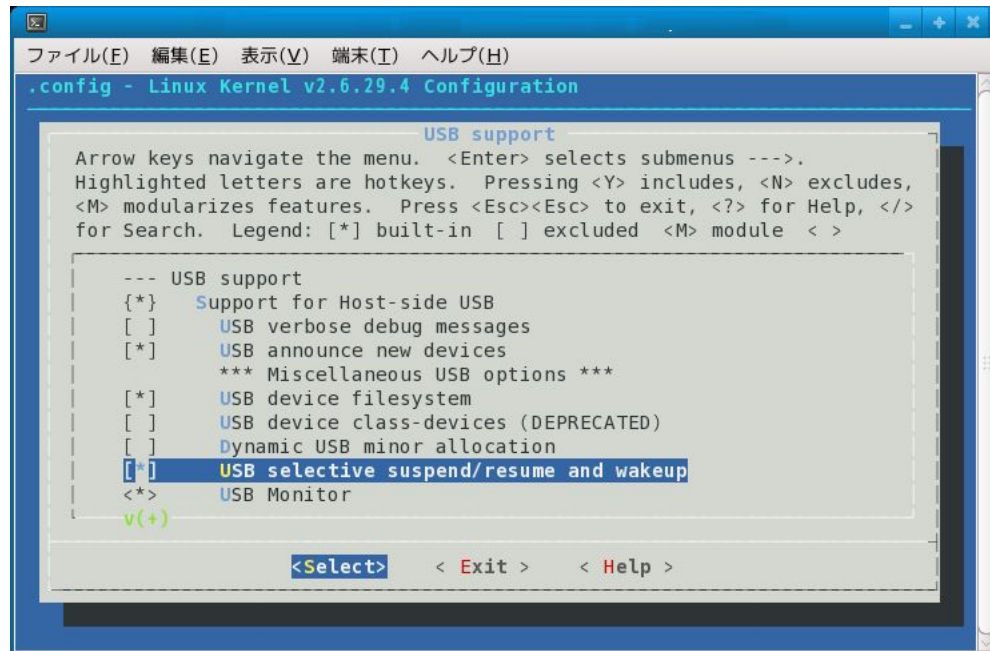 ファイル(F) 編集(E) 表示(V) 端末(T) ヘルプ(H)
.config - Linux Kernel v2.6.29.4 Configuration
USB support
Arrow keys navigate the menu. <Enter> selects submenus --->.
Highlighted letters are hotkeys. Pressing <Y> includes, <N> excludes,
<M> modularizes features. Press <Esc><Esc> to exit, <?> for Help, </>
for Search. Legend: [*] built-in [ ] excluded <M> module < >
--- USB support
{*} Support for Host-side USB
[ ] USB verbose debug messages
[*] USB announce new devices
*** Miscellaneous USB options ***
[*] USB device filesystem
[ ] USB device class-devices (DEPRECATED)
[ ] Dynamic USB minor allocation
[*] USB selective suspend/resume and wakeup
<*> USB Monitor
v(+)
<Select> < Exit > < Help >